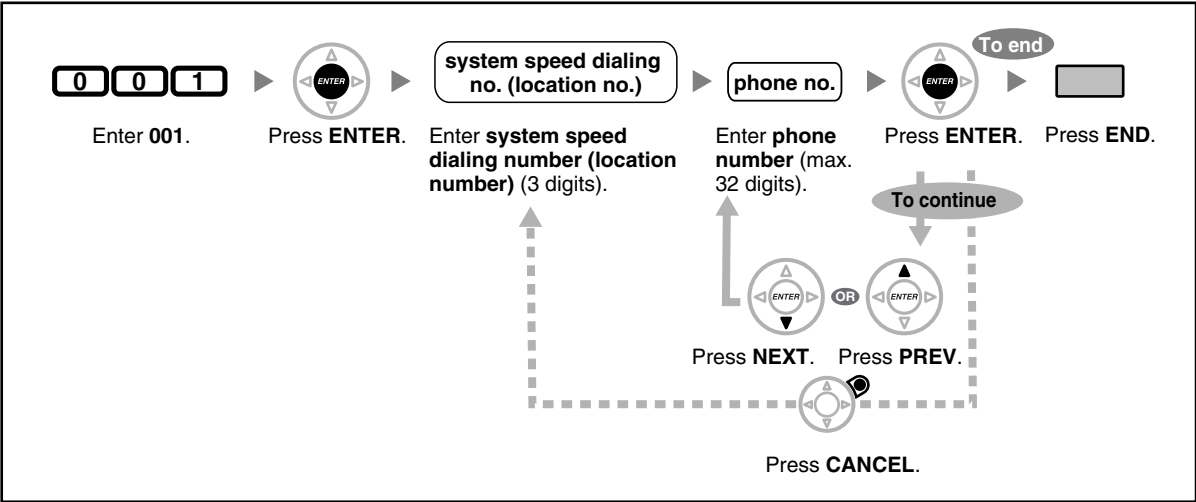 To end
0 0 1
ENTER
system speed dialing
no. (location no.)
phone no.
ENTER
Enter 001.
Press ENTER.
Enter system speed
dialing number (location
number) (3 digits).
Enter phone
number (max.
32 digits).
Press ENTER.
Press END.
To continue
ENTER
OR
ENTER
Press NEXT.
Press PREV.
Press CANCEL.